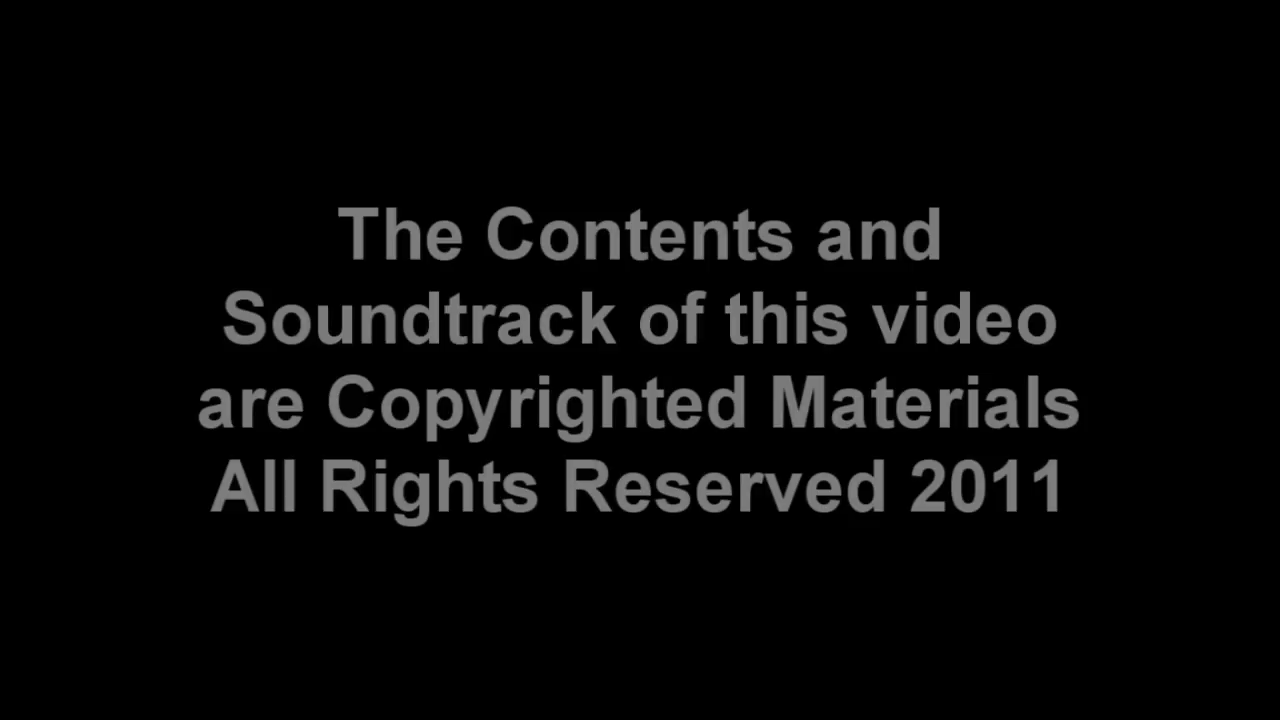 The Contents and
Soundtrack of this video
are Copyrighted Materials
All Rights Reserved 2011